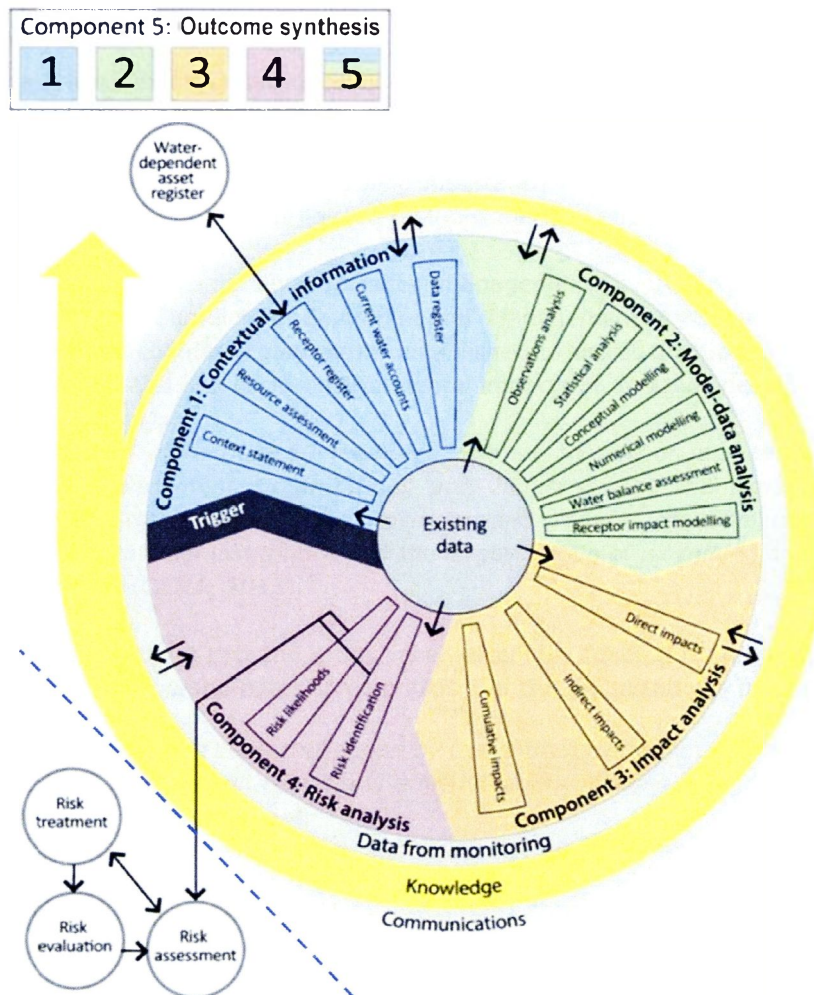 Component 5: Outcome synthesis
1 2 3 4 5
Water-
dependent
asset
register
Component 1: Contextual information
Context statement
Resource assessment
Receptor register
Current water accounts
Data register
Component 2: Model-data analysis
Observations analysis
Statistical analysis
Conceptual modelling
Numerical modelling
Water balance assessment
Receptor impact modelling
Trigger
Existing
data
Component 3: Impact analysis
Direct impacts
Indirect impacts
Cumulative impacts
Component 4: Risk analysis
Risk likelihoods
Risk identification
Data from monitoring
Knowledge
Communications
Risk
treatment
Risk
evaluation
Risk
assessment